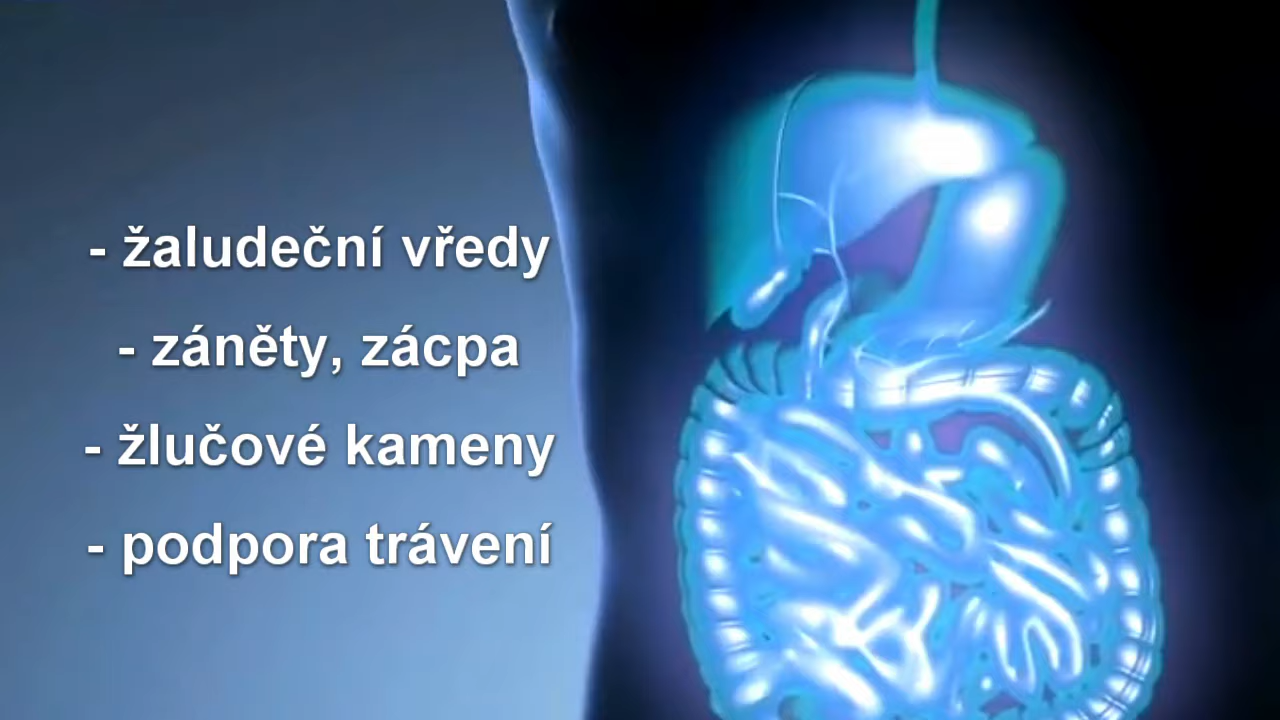 - žaludeční vředy
- záněty, zácpa
- žlučové kameny
- podpora trávení